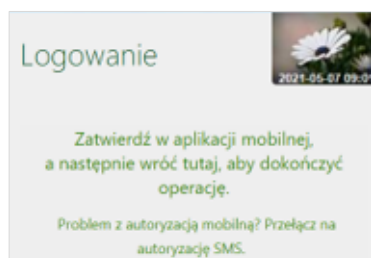 Logowanie
2021-05-07 09:01
Zatwierdź w aplikacji mobilnej,
a następnie wróć tutaj, aby dokończyć
operację.
Problem z autoryzacją mobilną? Przełącz na
autoryzację SMS.